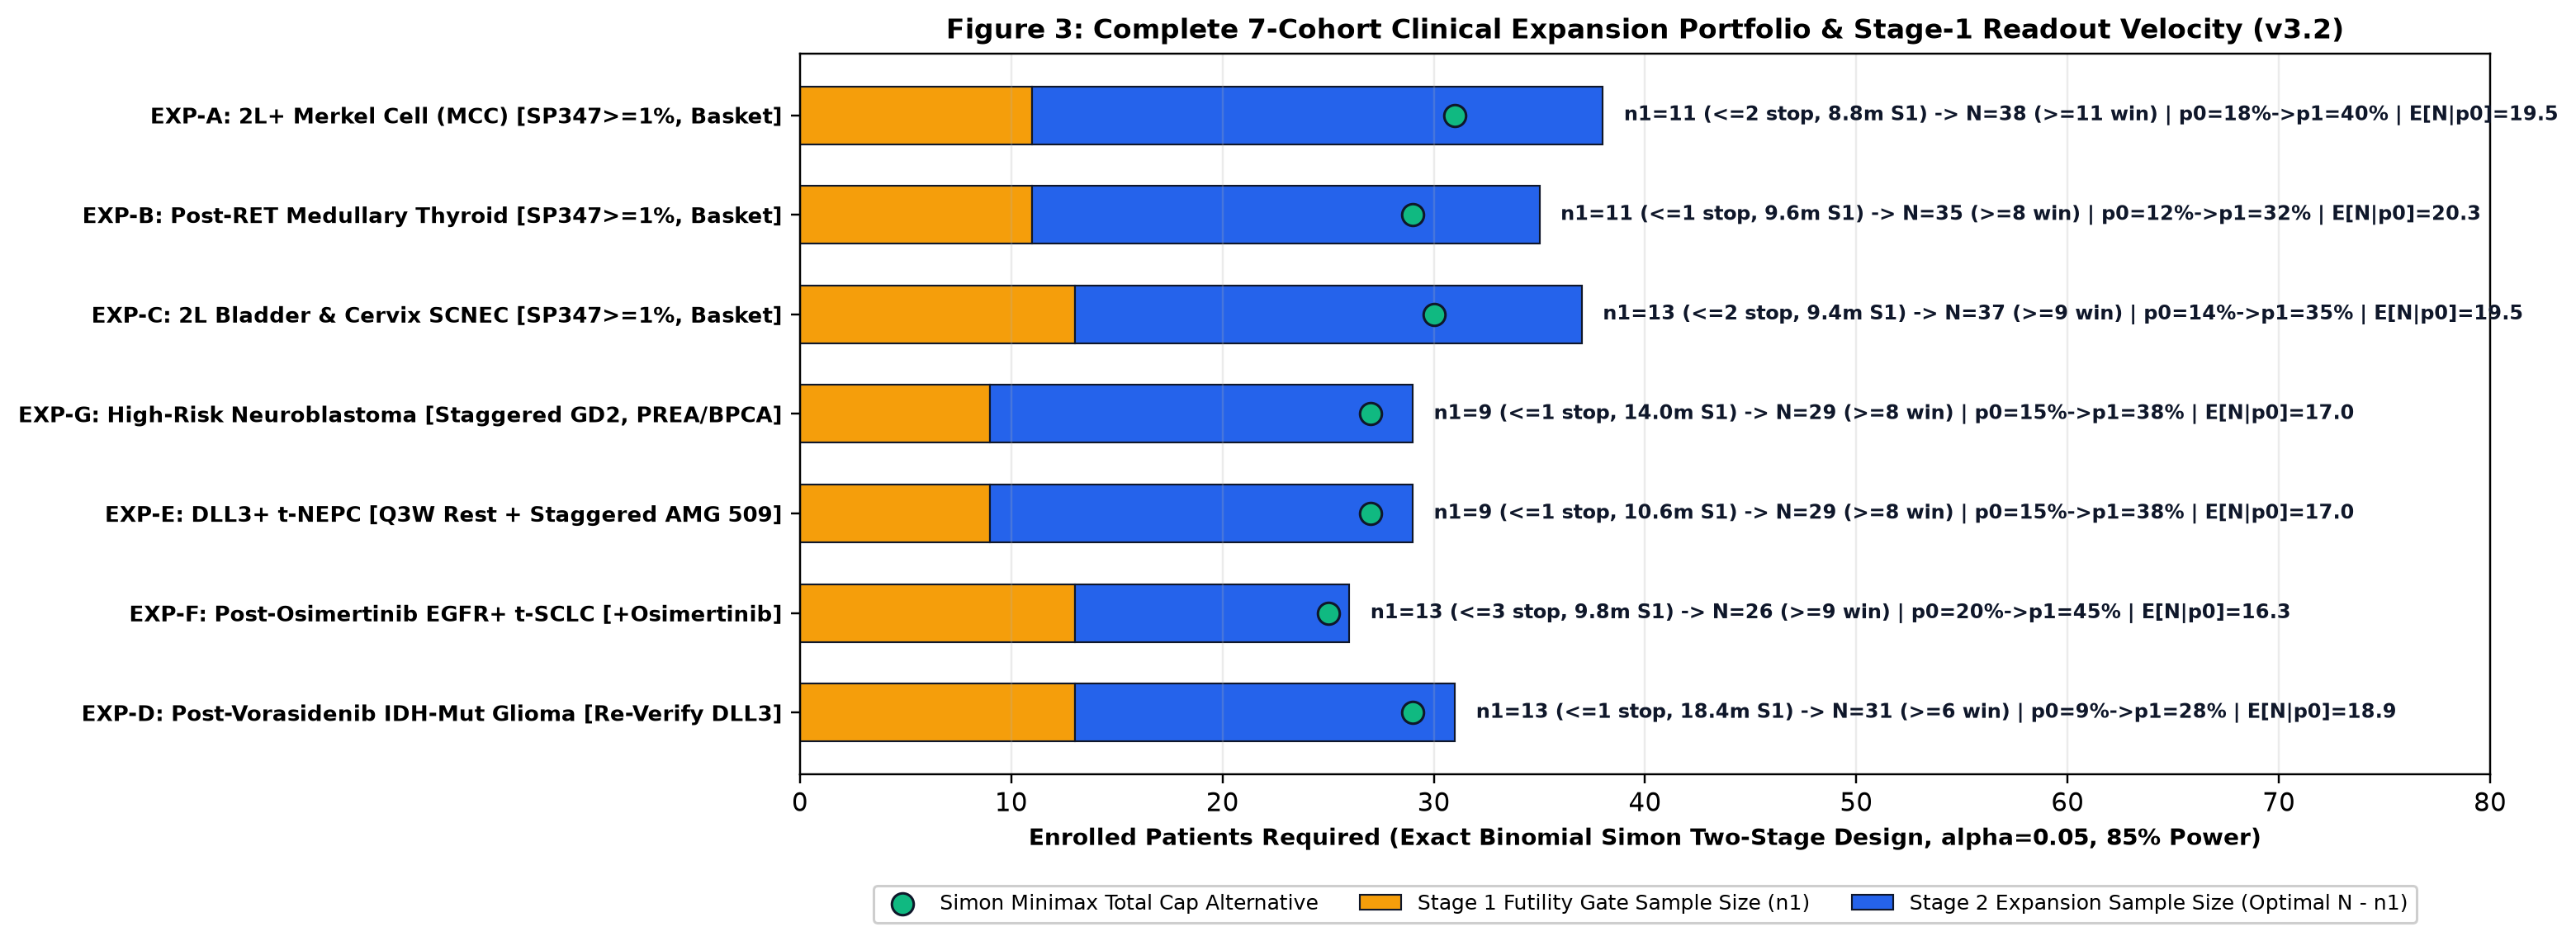 Figure 3: Complete 7-Cohort Clinical Expansion Portfolio & Stage-1 Readout Velocity (v3.2)
EXP-A: 2L+ Merkel Cell (MCC) [SP347>=1%, Basket]
n1=11 (<=2 stop, 8.8m S1) -> N=38 (>=11 win) | p0=18%->p1=40% | E[N|p0]=19.5
EXP-B: Post-RET Medullary Thyroid [SP347>=1%, Basket]
n1=11 (<=1 stop, 9.6m S1) -> N=35 (>=8 win) | p0=12%->p1=32% | E[N|p0]=20.3
EXP-C: 2L Bladder & Cervix SCNEC [SP347>=1%, Basket]
n1=13 (<=2 stop, 9.4m S1) -> N=37 (>=9 win) | p0=14%->p1=35% | E[N|p0]=19.5
EXP-G: High-Risk Neuroblastoma [Staggered GD2, PREA/BPCA]
n1=9 (<=1 stop, 14.0m S1) -> N=29 (>=8 win) | p0=15%->p1=38% | E[N|p0]=17.0
EXP-E: DLL3+ t-NEPC [Q3W Rest + Staggered AMG 509]
n1=9 (<=1 stop, 10.6m S1) -> N=29 (>=8 win) | p0=15%->p1=38% | E[N|p0]=17.0
EXP-F: Post-Osimertinib EGFR+ t-SCLC [+Osimertinib]
n1=13 (<=3 stop, 9.8m S1) -> N=26 (>=9 win) | p0=20%->p1=45% | E[N|p0]=16.3
EXP-D: Post-Vorasidenib IDH-Mut Glioma [Re-Verify DLL3]
n1=13 (<=1 stop, 18.4m S1) -> N=31 (>=6 win) | p0=9%->p1=28% | E[N|p0]=18.9
0 10 20 30 40 50 60 70 80
Enrolled Patients Required (Exact Binomial Simon Two-Stage Design, alpha=0.05, 85% Power)
Simon Minimax Total Cap Alternative
Stage 1 Futility Gate Sample Size (n1)
Stage 2 Expansion Sample Size (Optimal N - n1)